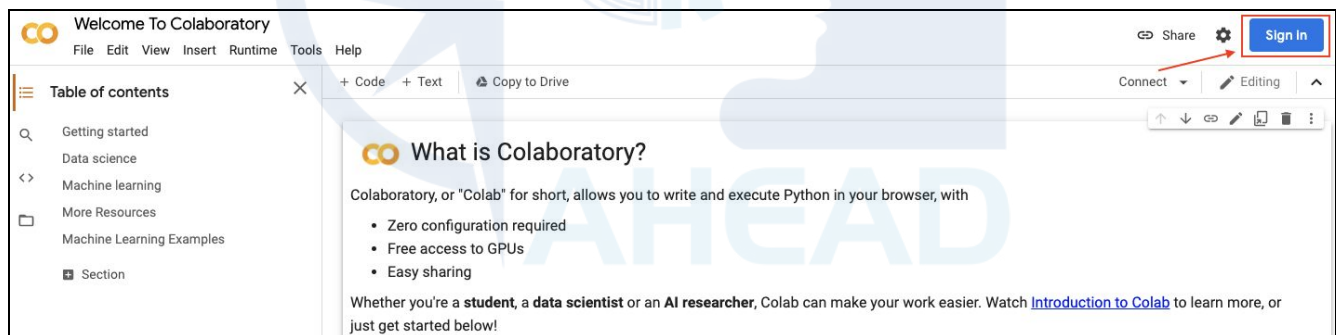 Welcome To Colaboratory
File Edit View Insert Runtime Tools Help
Share
Sign In
Table of contents
+ Code + Text Copy to Drive
Connect
Editing
Getting started
Data science
Machine learning
More Resources
Machine Learning Examples
Section
CO What is Colaboratory?
Colaboratory, or "Colab" for short, allows you to write and execute Python in your browser, with
• Zero configuration required
• Free access to GPUs
• Easy sharing
Whether you're a student, a data scientist or an AI researcher, Colab can make your work easier. Watch Introduction to Colab to learn more, or
just get started below!
AHEAD